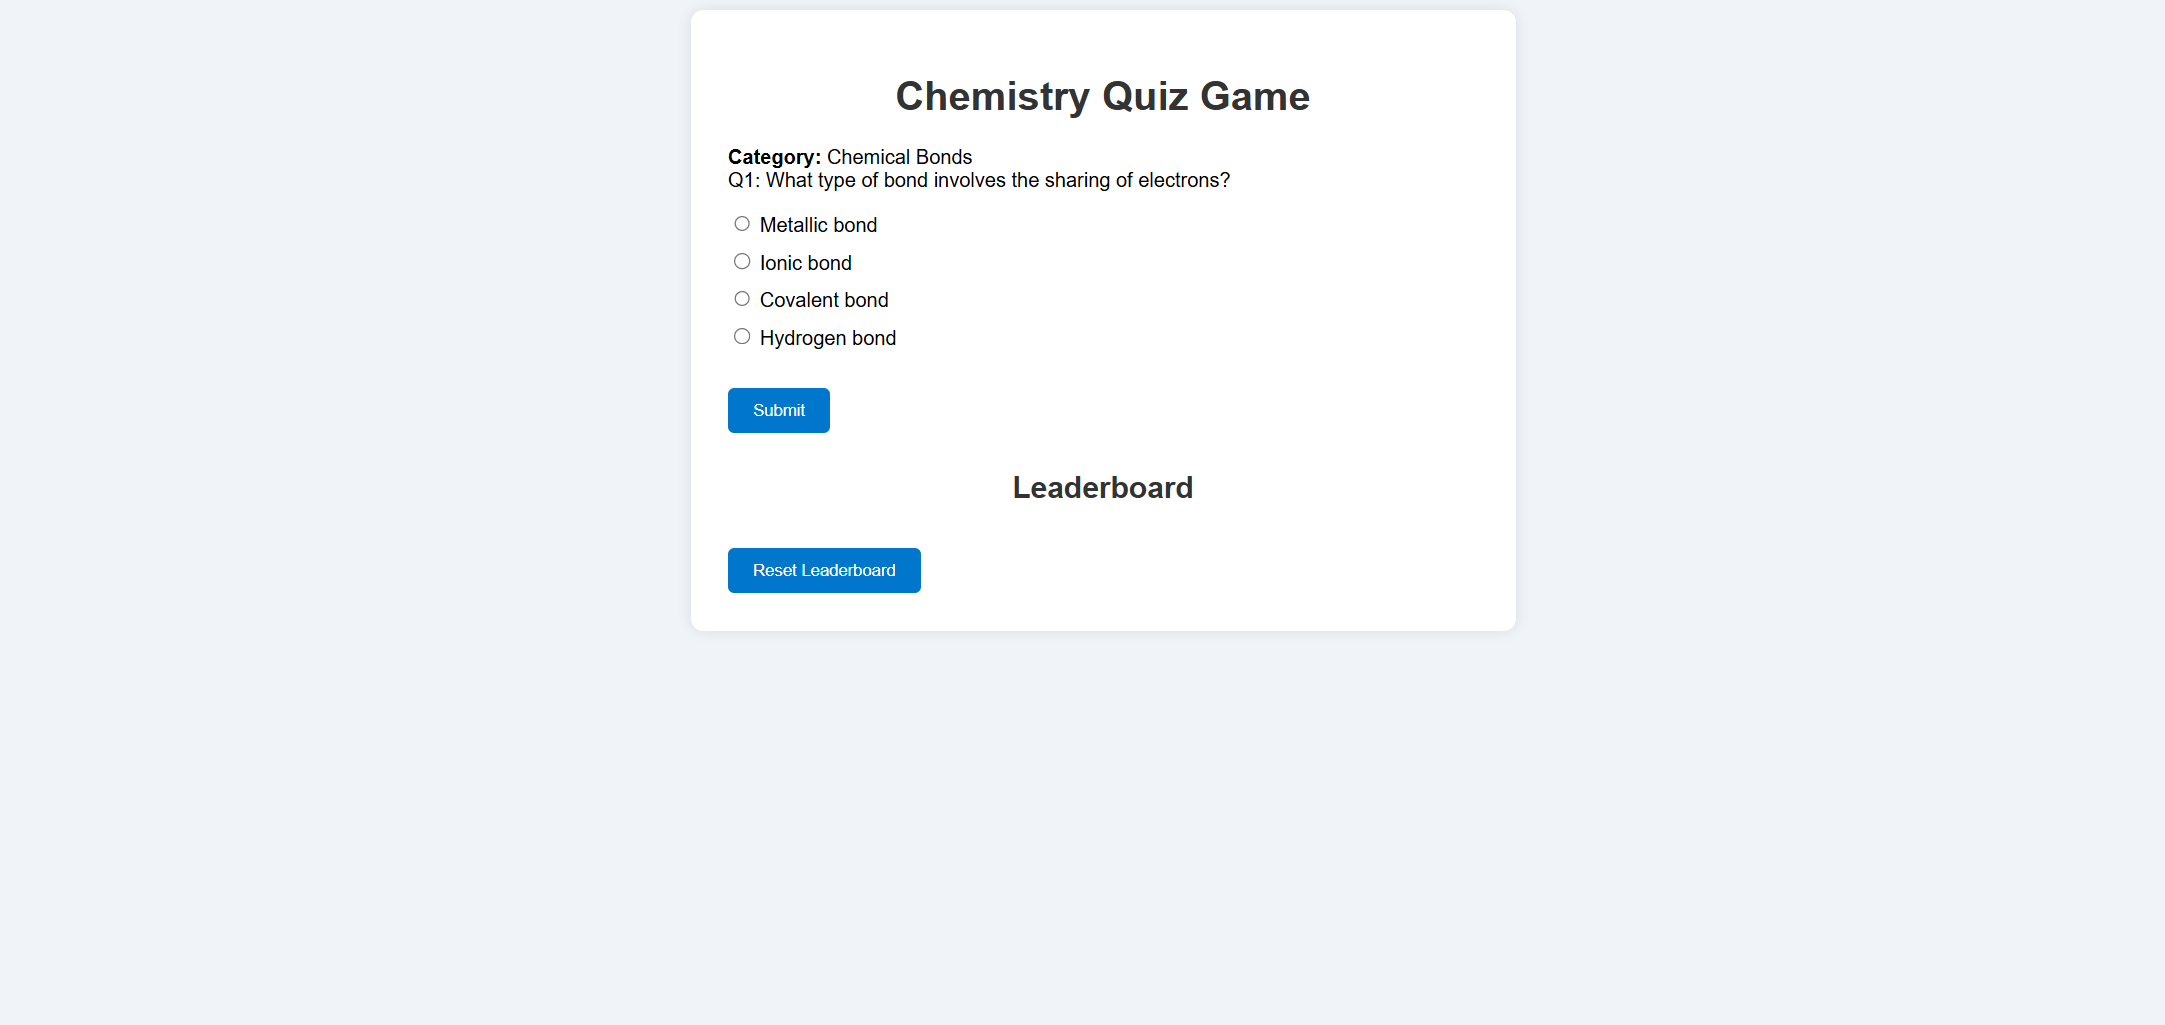 Chemistry Quiz Game
Category: Chemical Bonds
Q1: What type of bond involves the sharing of electrons?
Metallic bond
Ionic bond
Covalent bond
Hydrogen bond
Submit
Leaderboard
Reset Leaderboard